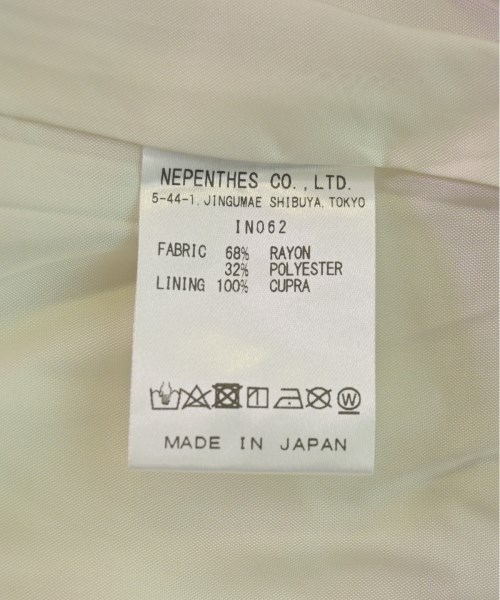 NEPENTHES CO.,LTD.
5-44-1, JINGUMAE SHIBUYA, TOKYO
IN062
FABRIC 68% RAYON
32% POLYESTER
LINING 100% CUPRA
W
MADE IN JAPAN